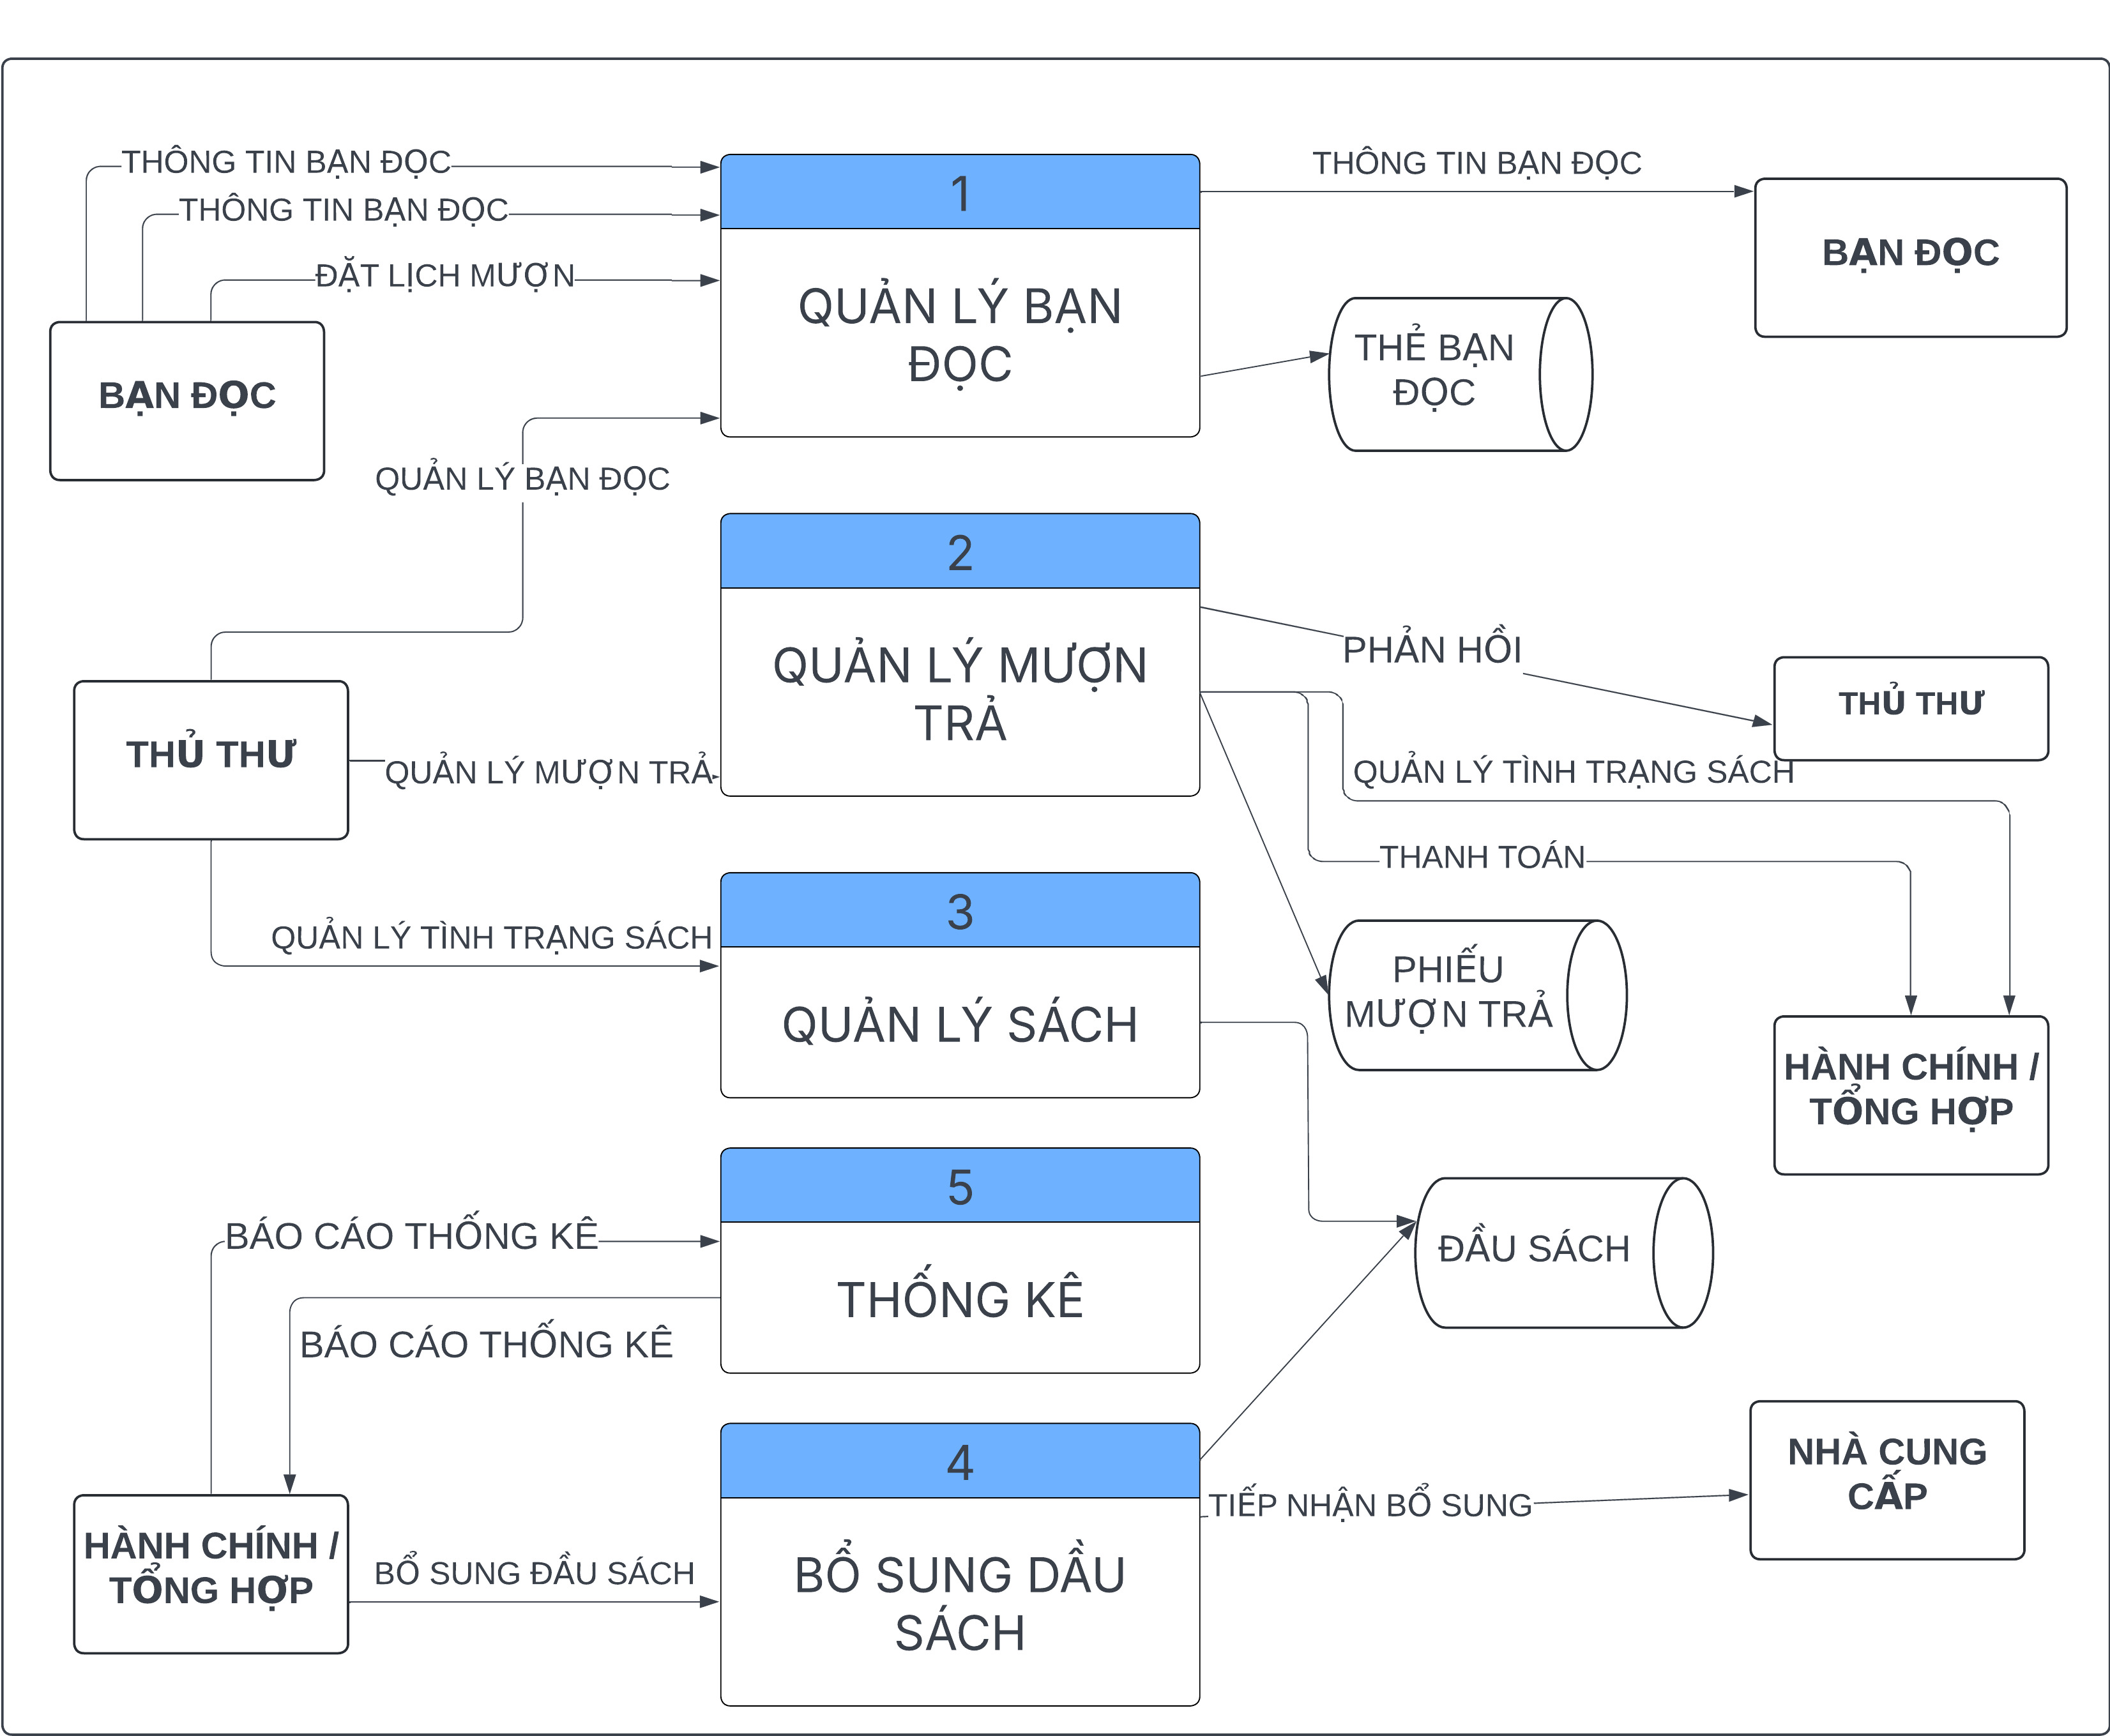 THÔNG TIN BẠN ĐỌC
THÔNG TIN BẠN ĐỌC
ĐẶT LỊCH MƯỢN
BẠN ĐỌC
QUẢN LÝ BẠN ĐỌC
1
QUẢN LÝ BẠN
ĐỌC
THÔNG TIN BẠN ĐỌC
BẠN ĐỌC
THẺ BẠN
ĐỌC
THỦ THƯ
QUẢN LÝ MƯỢN TRẢ
2
QUẢN LÝ MƯỢN
TRẢ
PHẢN HỒI
THỦ THƯ
QUẢN LÝ TÌNH TRẠNG SÁCH
THANH TOÁN
QUẢN LÝ TÌNH TRẠNG SÁCH
3
QUẢN LÝ SÁCH
PHIẾU
MƯỢN TRẢ
HÀNH CHÍNH /
TỔNG HỢP
BÁO CÁO THỐNG KÊ
BÁO CÁO THỐNG KÊ
5
THỐNG KÊ
ĐẦU SÁCH
HÀNH CHÍNH /
TỔNG HỢP
BỔ SUNG ĐẦU SÁCH
4
BỔ SUNG DẦU
SÁCH
TIẾP NHẬN BỔ SUNG
NHÀ CUNG
CẤP